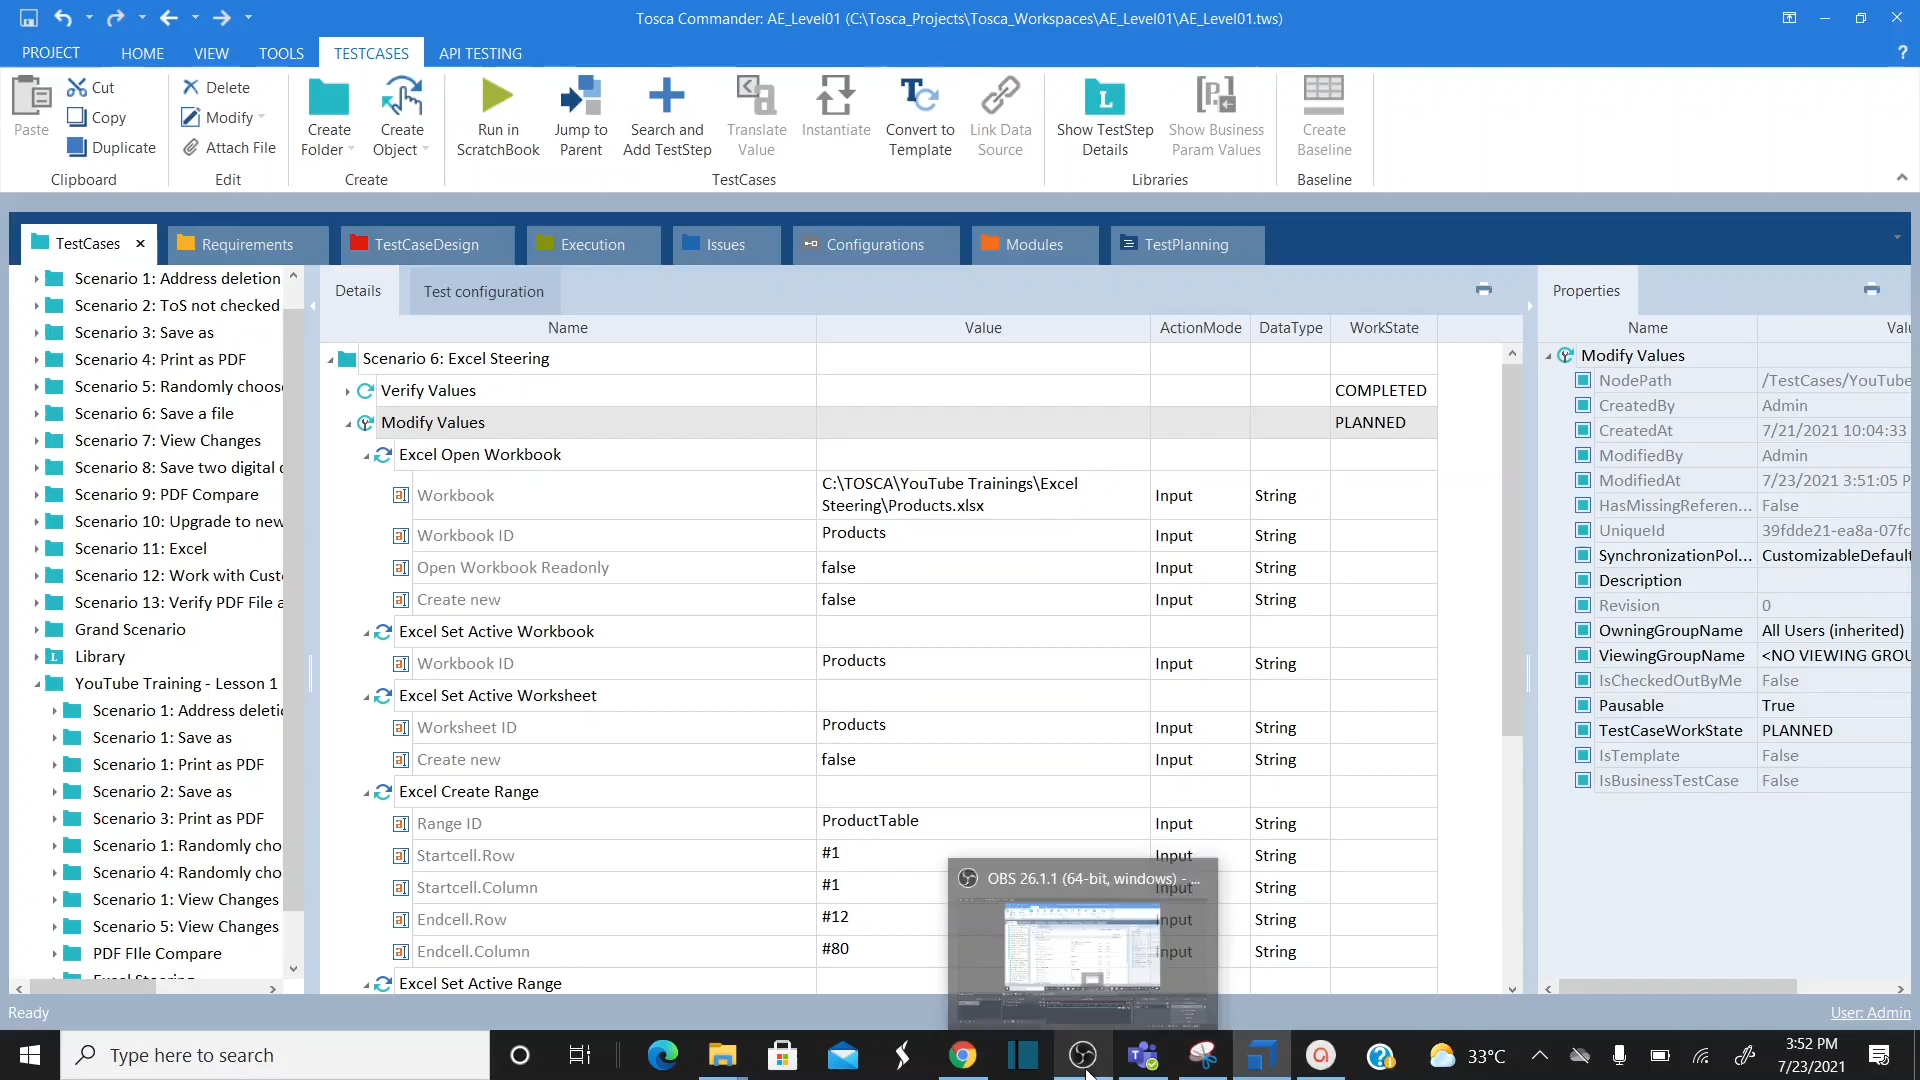 Tosca Commander: AE_Level01 (C:\Tosca_Projects\Tosca_Workspaces\AE_Level01\AE_Level01.tws)
PROJECT HOME VIEW TOOLS TESTCASES API TESTING ?
Paste
Cut
Copy
Duplicate
Clipboard
Delete
Modify
Attach File
Edit
Create Folder
Create Object
Create
Run in ScratchBook
Jump to Parent
Search and Add TestStep
Translate Value
Instantiate
Convert to Template
Link Data Source
TestCases
Show TestStep Details
Show Business Param Values
Libraries
Create Baseline
Baseline
TestCases × Requirements TestCaseDesign Execution Issues Configurations Modules TestPlanning
Scenario 1: Address deletion
Scenario 2: ToS not checked
Scenario 3: Save as
Scenario 4: Print as PDF
Scenario 5: Randomly choos
Scenario 6: Save a file
Scenario 7: View Changes
Scenario 8: Save two digital
Scenario 9: PDF Compare
Scenario 10: Upgrade to new
Scenario 11: Excel
Scenario 12: Work with Cust
Scenario 13: Verify PDF File a
Grand Scenario
L Library
YouTube Training - Lesson 1
Scenario 1: Address deleti
Scenario 1: Save as
Scenario 1: Print as PDF
Scenario 2: Save as
Scenario 3: Print as PDF
Scenario 1: Randomly cho
Scenario 4: Randomly cho
Scenario 1: View Changes
Scenario 5: View Changes
PDF FIle Compare
Excel Steering
Details Test configuration
Name Value ActionMode DataType WorkState
Scenario 6: Excel Steering
Verify Values COMPLETED
Modify Values PLANNED
Excel Open Workbook
Workbook C:\TOSCA\YouTube Trainings\Excel Input String
Steering\Products.xlsx
Workbook ID Products Input String
Open Workbook Readonly false Input String
Create new false Input String
Excel Set Active Workbook
Workbook ID Products Input String
Excel Set Active Worksheet
Worksheet ID Products Input String
Create new false Input String
Excel Create Range
Range ID ProductTable Input String
Startcell.Row #1 Input String
Startcell.Column #1 Input String
Endcell.Row #12 Input String
Endcell.Column #80 Input String
Excel Set Active Range
OBS 26.1.1 (64-bit, windows) - ...
Properties
Name Valu
Modify Values
NodePath /TestCases/YouTube
CreatedBy Admin
CreatedAt 7/21/2021 10:04:33
ModifiedBy Admin
ModifiedAt 7/23/2021 3:51:05 P
HasMissingReferen... False
UniqueId 39fdde21-ea8a-07fc
SynchronizationPol... CustomizableDefault
Description
Revision 0
OwningGroupName All Users (inherited)
ViewingGroupName <NO VIEWING GROU
IsCheckedOutByMe False
Pausable True
TestCaseWorkState PLANNED
IsTemplate False
IsBusinessTestCase False
Ready
User: Admin
Type here to search
33°C
3:52 PM
7/23/2021